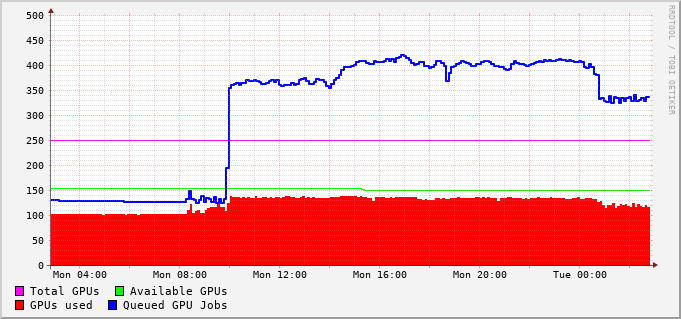 500
450
400
350
300
250
200
150
100
50
0
Mon 04:00 Mon 08:00 Mon 12:00 Mon 16:00 Mon 20:00 Tue 00:00
Total GPUs Available GPUs
GPUs used Queued GPU Jobs
RRDTOOL / TOBI OETIKER